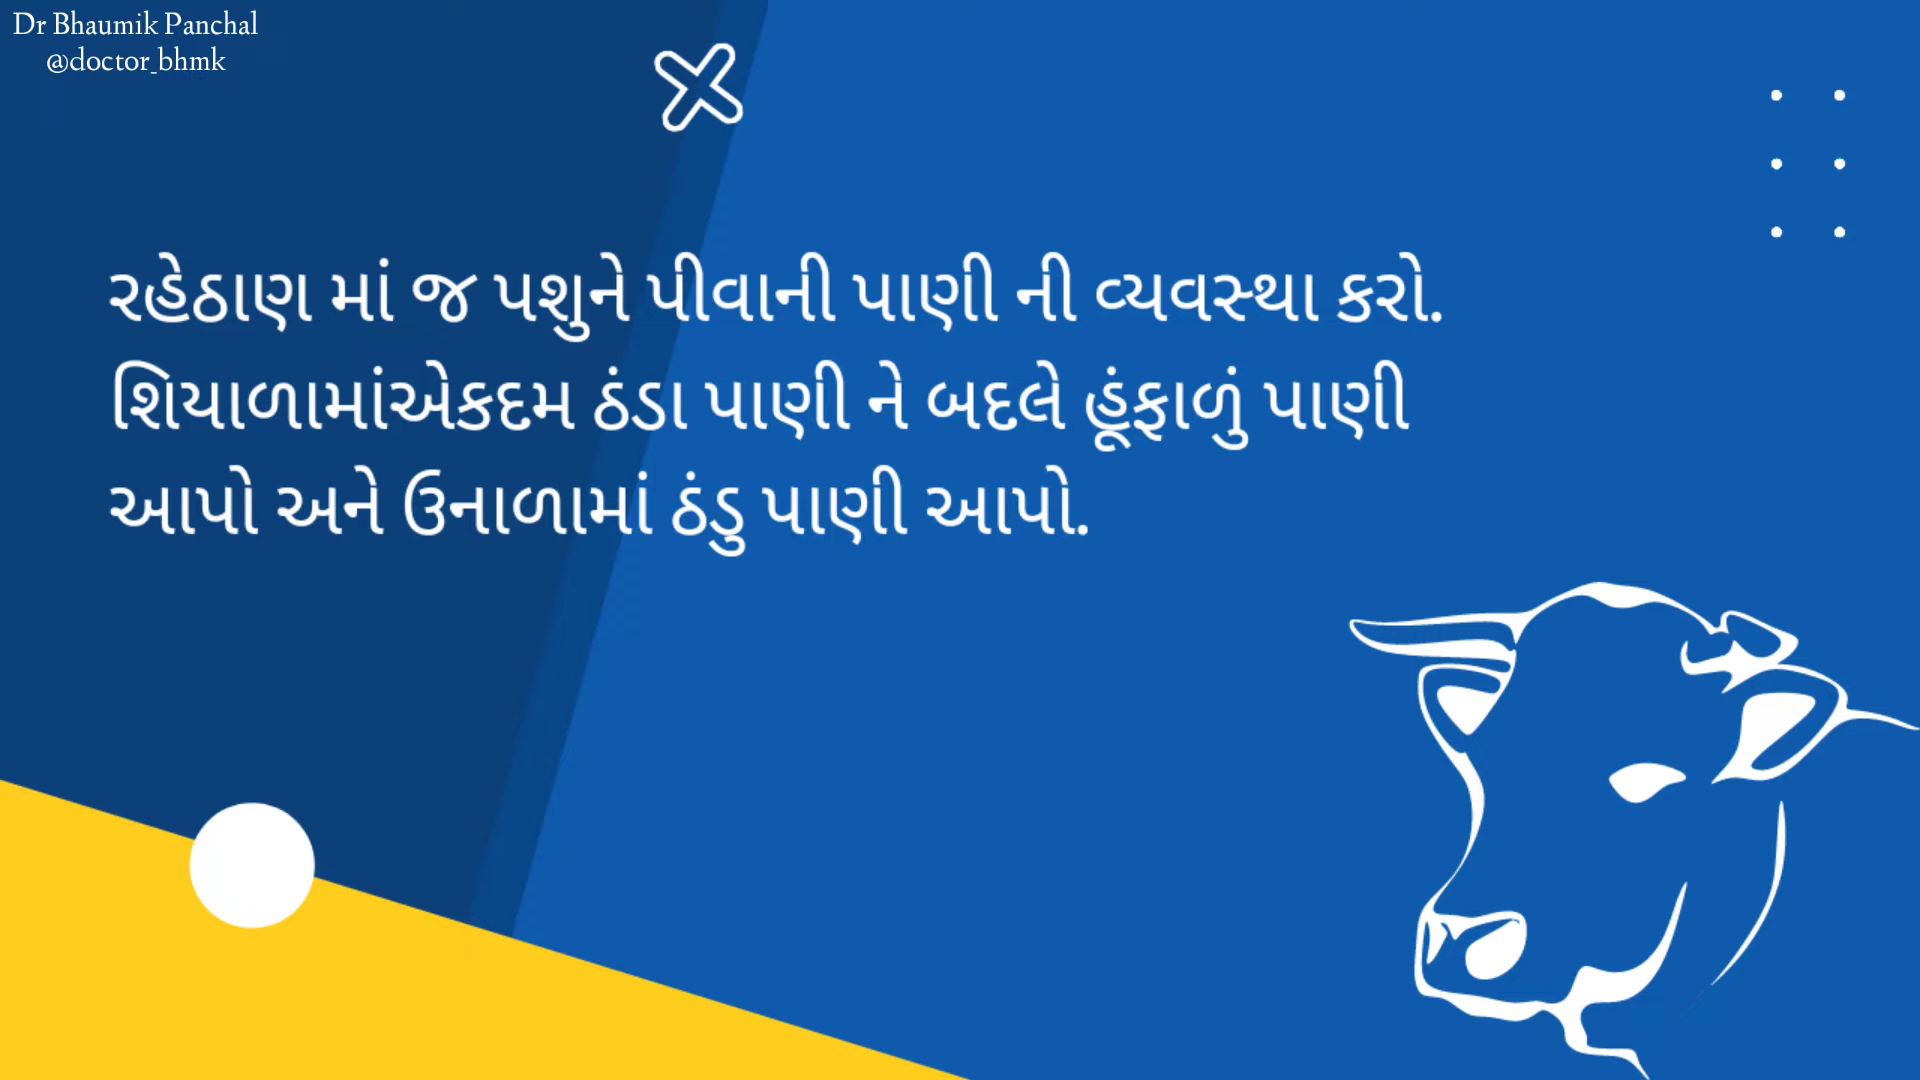 Dr Bhaumik Panchal
@doctor_bhmk
રહેઠાણ માં જ પશુને પીવાની પાણી ની વ્યવસ્થા કરો.
શિયાળામાંએકદમ ઠંડા પાણી ને બદલે હૂંફાળું પાણી
આપો અને ઉનાળામાં ઠંડુ પાણી આપો.